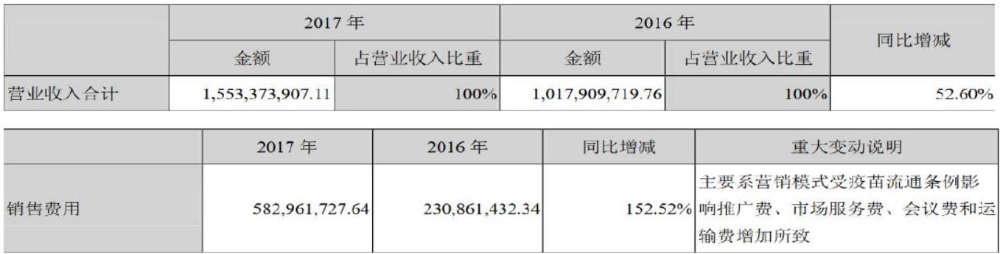 2017 年 2016 年 同比增减
金额 占营业收入比重 金额 占营业收入比重
营业收入合计 1,553,373,907.11 100% 1,017,909,719.76 100% 52.60%
2017 年 2016 年 同比增减 重大变动说明
销售费用 582,961,727.64 230,861,432.34 152.52% 主要系营销模式受疫苗流通条例影
响推广费、市场服务费、会议费和运
输费增加所致